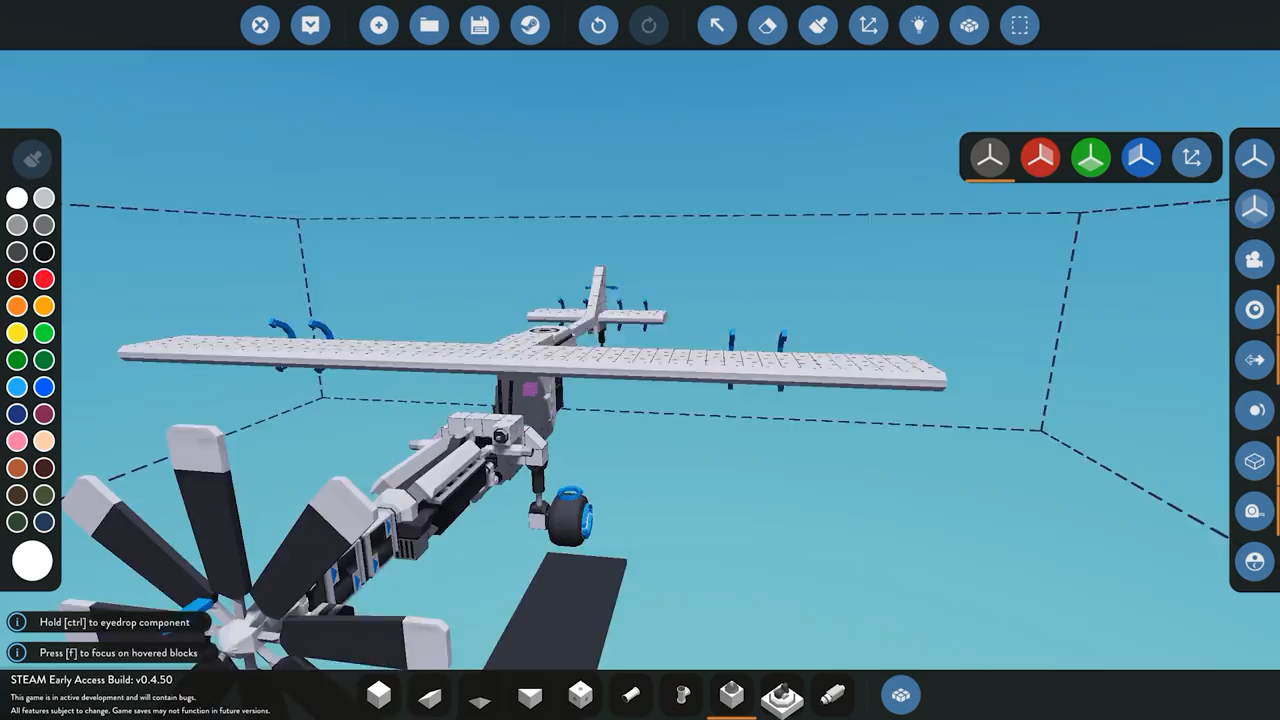 Hold [ctrl] to eyedrop component
Press [f] to focus on hovered blocks
STEAM Early Access Build: v0.4.50
This game is in active development and will contain bugs.
All features subject to change. Game saves may not function in future versions.